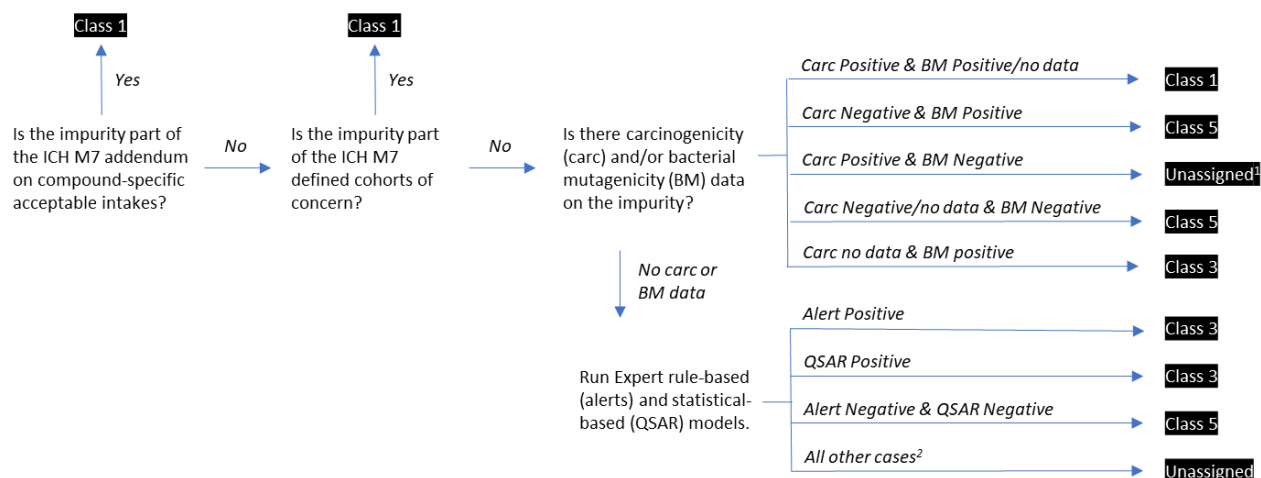 Class 1
Yes
Is the impurity part of
the ICH M7 addendum
on compound-specific
acceptable intakes?
No
Class 1
Yes
Is the impurity part
of the ICH M7
defined cohorts of
concern?
No
Is there carcinogenicity
(carc) and/or bacterial
mutagenicity (BM) data
on the impurity?
Carc Positive & BM Positive/no data
Class 1
Carc Negative & BM Positive
Class 5
Carc Positive & BM Negative
Unassigned¹
Carc Negative/no data & BM Negative
Class 5
Carc no data & BM positive
Class 3
No carc or
BM data
Run Expert rule-based
(alerts) and statistical-
based (QSAR) models.
Alert Positive
Class 3
QSAR Positive
Class 3
Alert Negative & QSAR Negative
Class 5
All other cases²
Unassigned